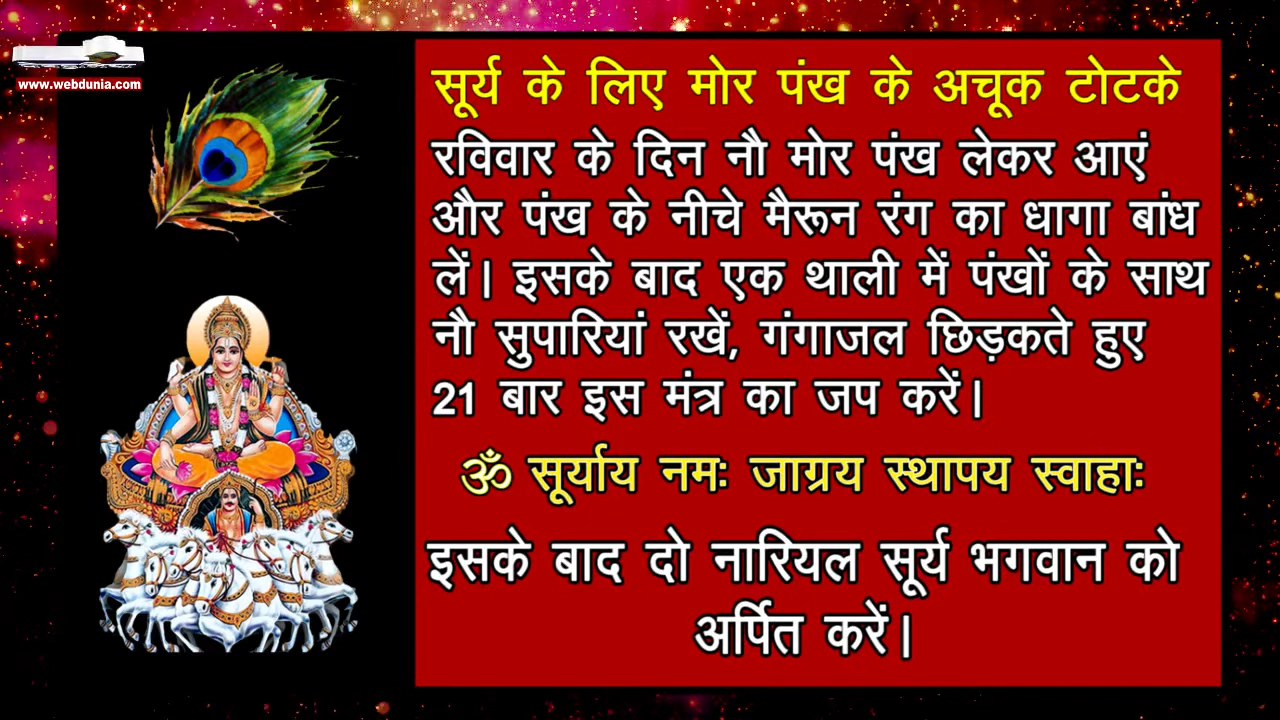 www.webdunia.com
सूर्य के लिए मोर पंख के अचूक टोटके
रविवार के दिन नौ मोर पंख लेकर आएं
और पंख के नीचे मैरून रंग का धागा बांध
लें। इसके बाद एक थाली में पंखों के साथ
नौ सुपारियां रखें, गंगाजल छिड़कते हुए
21 बार इस मंत्र का जप करें।
ॐ सूर्याय नमः जाग्रय स्थापय स्वाहाः
इसके बाद दो नारियल सूर्य भगवान को
अर्पित करें।